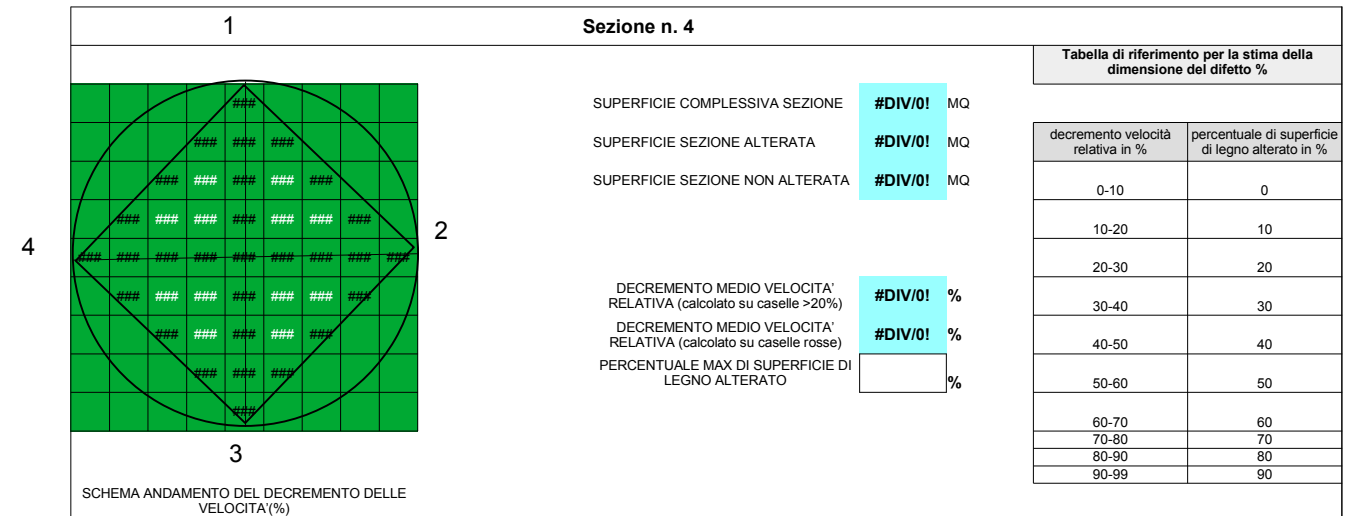 1
Sezione n. 4
Tabella di riferimento per la stima della
dimensione del difetto %
###
SUPERFICIE COMPLESSIVA SEZIONE #DIV/0! MQ
decremento velocità
relativa in %
percentuale di superficie
di legno alterato in %
### ### ###
SUPERFICIE SEZIONE ALTERATA #DIV/0! MQ
### ### ### ### ###
SUPERFICIE SEZIONE NON ALTERATA #DIV/0! MQ
0-10 0
### ### ### ### ### ### ###
10-20 10
2
4
### ### ### ### ### ### ### ### ###
20-30 20
### ### ### ### ### ### ###
DECREMENTO MEDIO VELOCITA'
RELATIVA (calcolato su caselle >20%)
#DIV/0! %
30-40 30
### ### ### ### ###
DECREMENTO MEDIO VELOCITA'
RELATIVA (calcolato su caselle rosse)
#DIV/0! %
40-50 40
### ### ###
PERCENTUALE MAX DI SUPERFICIE DI
LEGNO ALTERATO
%
50-60 50
###
60-70 60
70-80 70
80-90 80
90-99 90
3
SCHEMA ANDAMENTO DEL DECREMENTO DELLE
VELOCITA'(%)